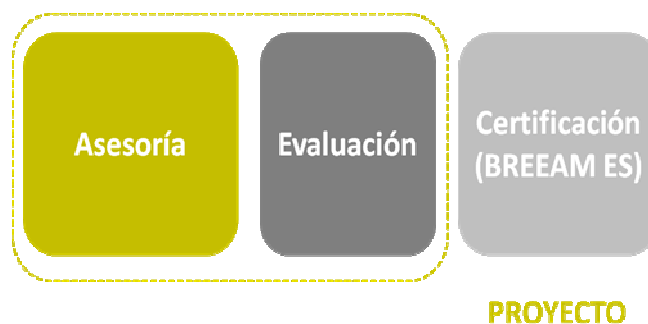 Asesoría
Evaluación
Certificación
(BREEAM ES)
PROYECTO